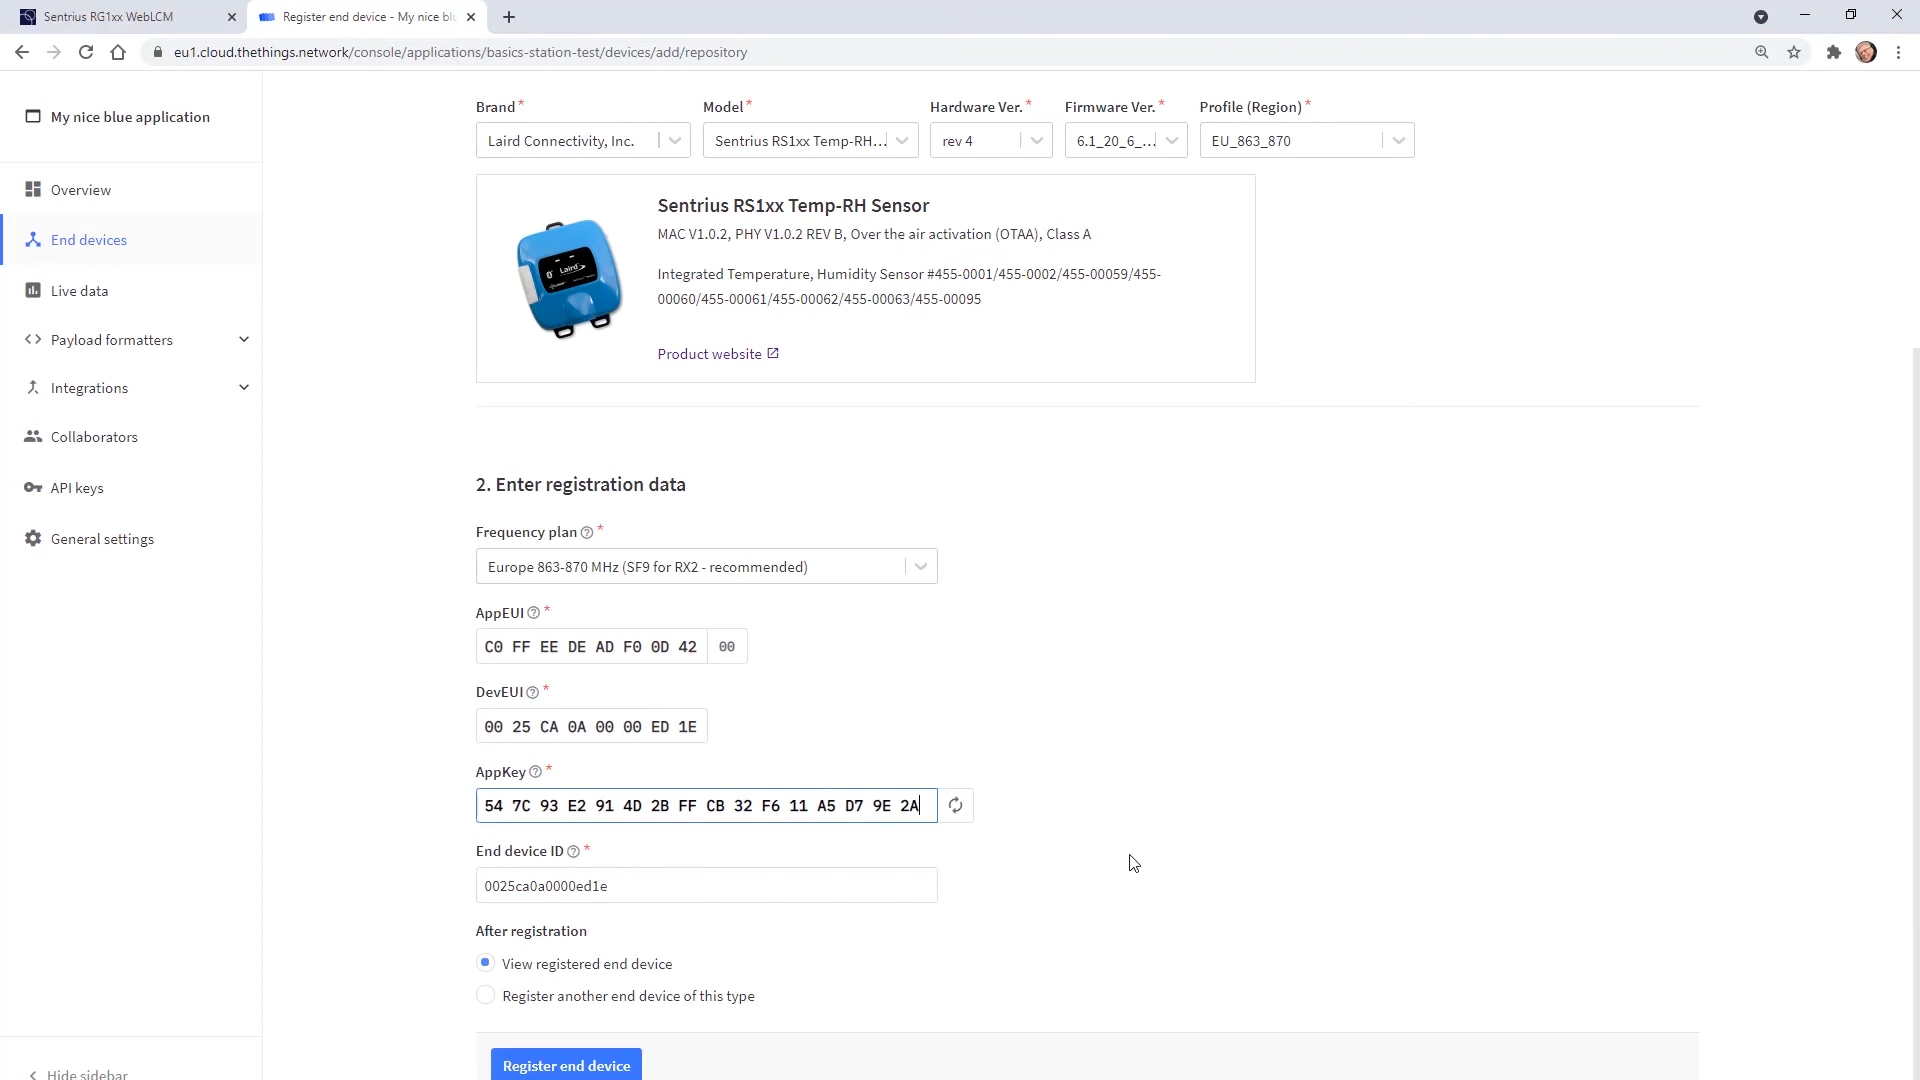 Sentrius RG1xx WebLCM
Register end device - My nice blu
eu1.cloud.thethings.network/console/applications/basics-station-test/devices/add/repository
My nice blue application
Overview
End devices
Live data
Payload formatters
Integrations
Collaborators
API keys
General settings
Hide sidebar
Brand* Model* Hardware Ver.* Firmware Ver.* Profile (Region)*
Laird Connectivity, Inc. Sentrius RS1xx Temp-RH... rev 4 6.1_20_6_... EU_863_870
Laird
Sentrius RS1xx Temp-RH Sensor
MAC V1.0.2, PHY V1.0.2 REV B, Over the air activation (OTAA), Class A
Integrated Temperature, Humidity Sensor #455-0001/455-0002/455-00059/455-
00060/455-00061/455-00062/455-00063/455-00095
Product website
2. Enter registration data
Frequency plan *
Europe 863-870 MHz (SF9 for RX2 - recommended)
AppEUI *
C0 FF EE DE AD F0 0D 42 00
DevEUI *
00 25 CA 0A 00 00 ED 1E
AppKey *
54 7C 93 E2 91 4D 2B FF CB 32 F6 11 A5 D7 9E 2A
End device ID *
0025ca0a0000ed1e
After registration
View registered end device
Register another end device of this type
Register end device